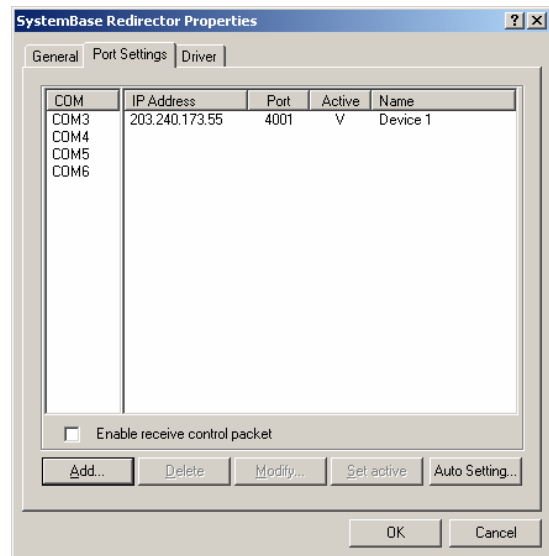 SystemBase Redirector Properties ? X
General Port Settings Driver
COM IP Address Port Active Name
COM3 203.240.173.55 4001 V Device 1
COM4
COM5
COM6
Enable receive control packet
Add... Delete Modify... Set active Auto Setting...
OK Cancel